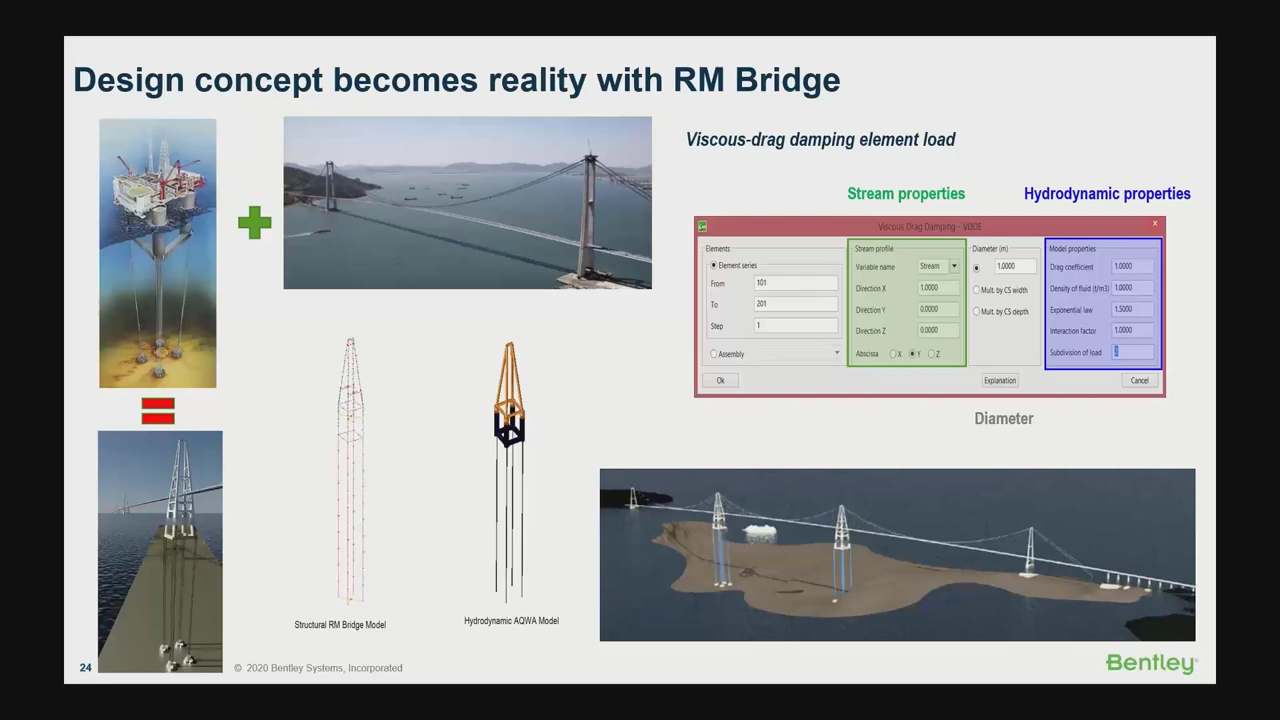 Design concept becomes reality with RM Bridge
Viscous-drag damping element load
Stream properties
Hydrodynamic properties
Viscous Drag Damping - VIDE
x
Elements
Element series
From
101
To
201
Step
1
Assembly
Stream profile
Variable name
Stream
Direction X
1.0000
Direction Y
0.0000
Direction Z
0.0000
Abscissa
X
Y
Z
Diameter (m)
1.0000
Mult. by CS width
Mult. by CS depth
Model properties
Drag coefficient
1.0000
Density of fluid (t/m3)
1.0000
Exponential law
1.5000
Interaction factor
1.0000
Subdivision of load
Ok
Explanation
Cancel
Diameter
Structural RM Bridge Model
Hydrodynamic AQWA Model
24
© 2020 Bentley Systems, Incorporated
Bentley